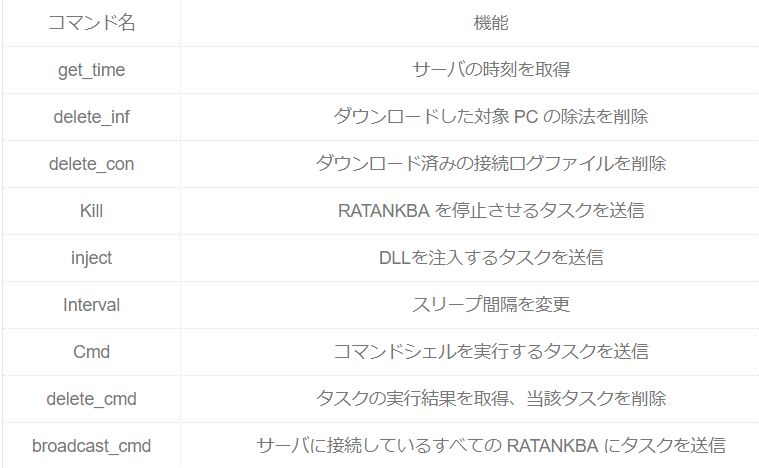 コマンド名 機能
get_time サーバの時刻を取得
delete_inf ダウンロードした対象 PC の除法を削除
delete_con ダウンロード済みの接続ログファイルを削除
Kill RATANKBA を停止させるタスクを送信
inject DLLを注入するタスクを送信
Interval スリープ間隔を変更
Cmd コマンドシェルを実行するタスクを送信
delete_cmd タスクの実行結果を取得、当該タスクを削除
broadcast_cmd サーバに接続しているすべての RATANKBA にタスクを送信